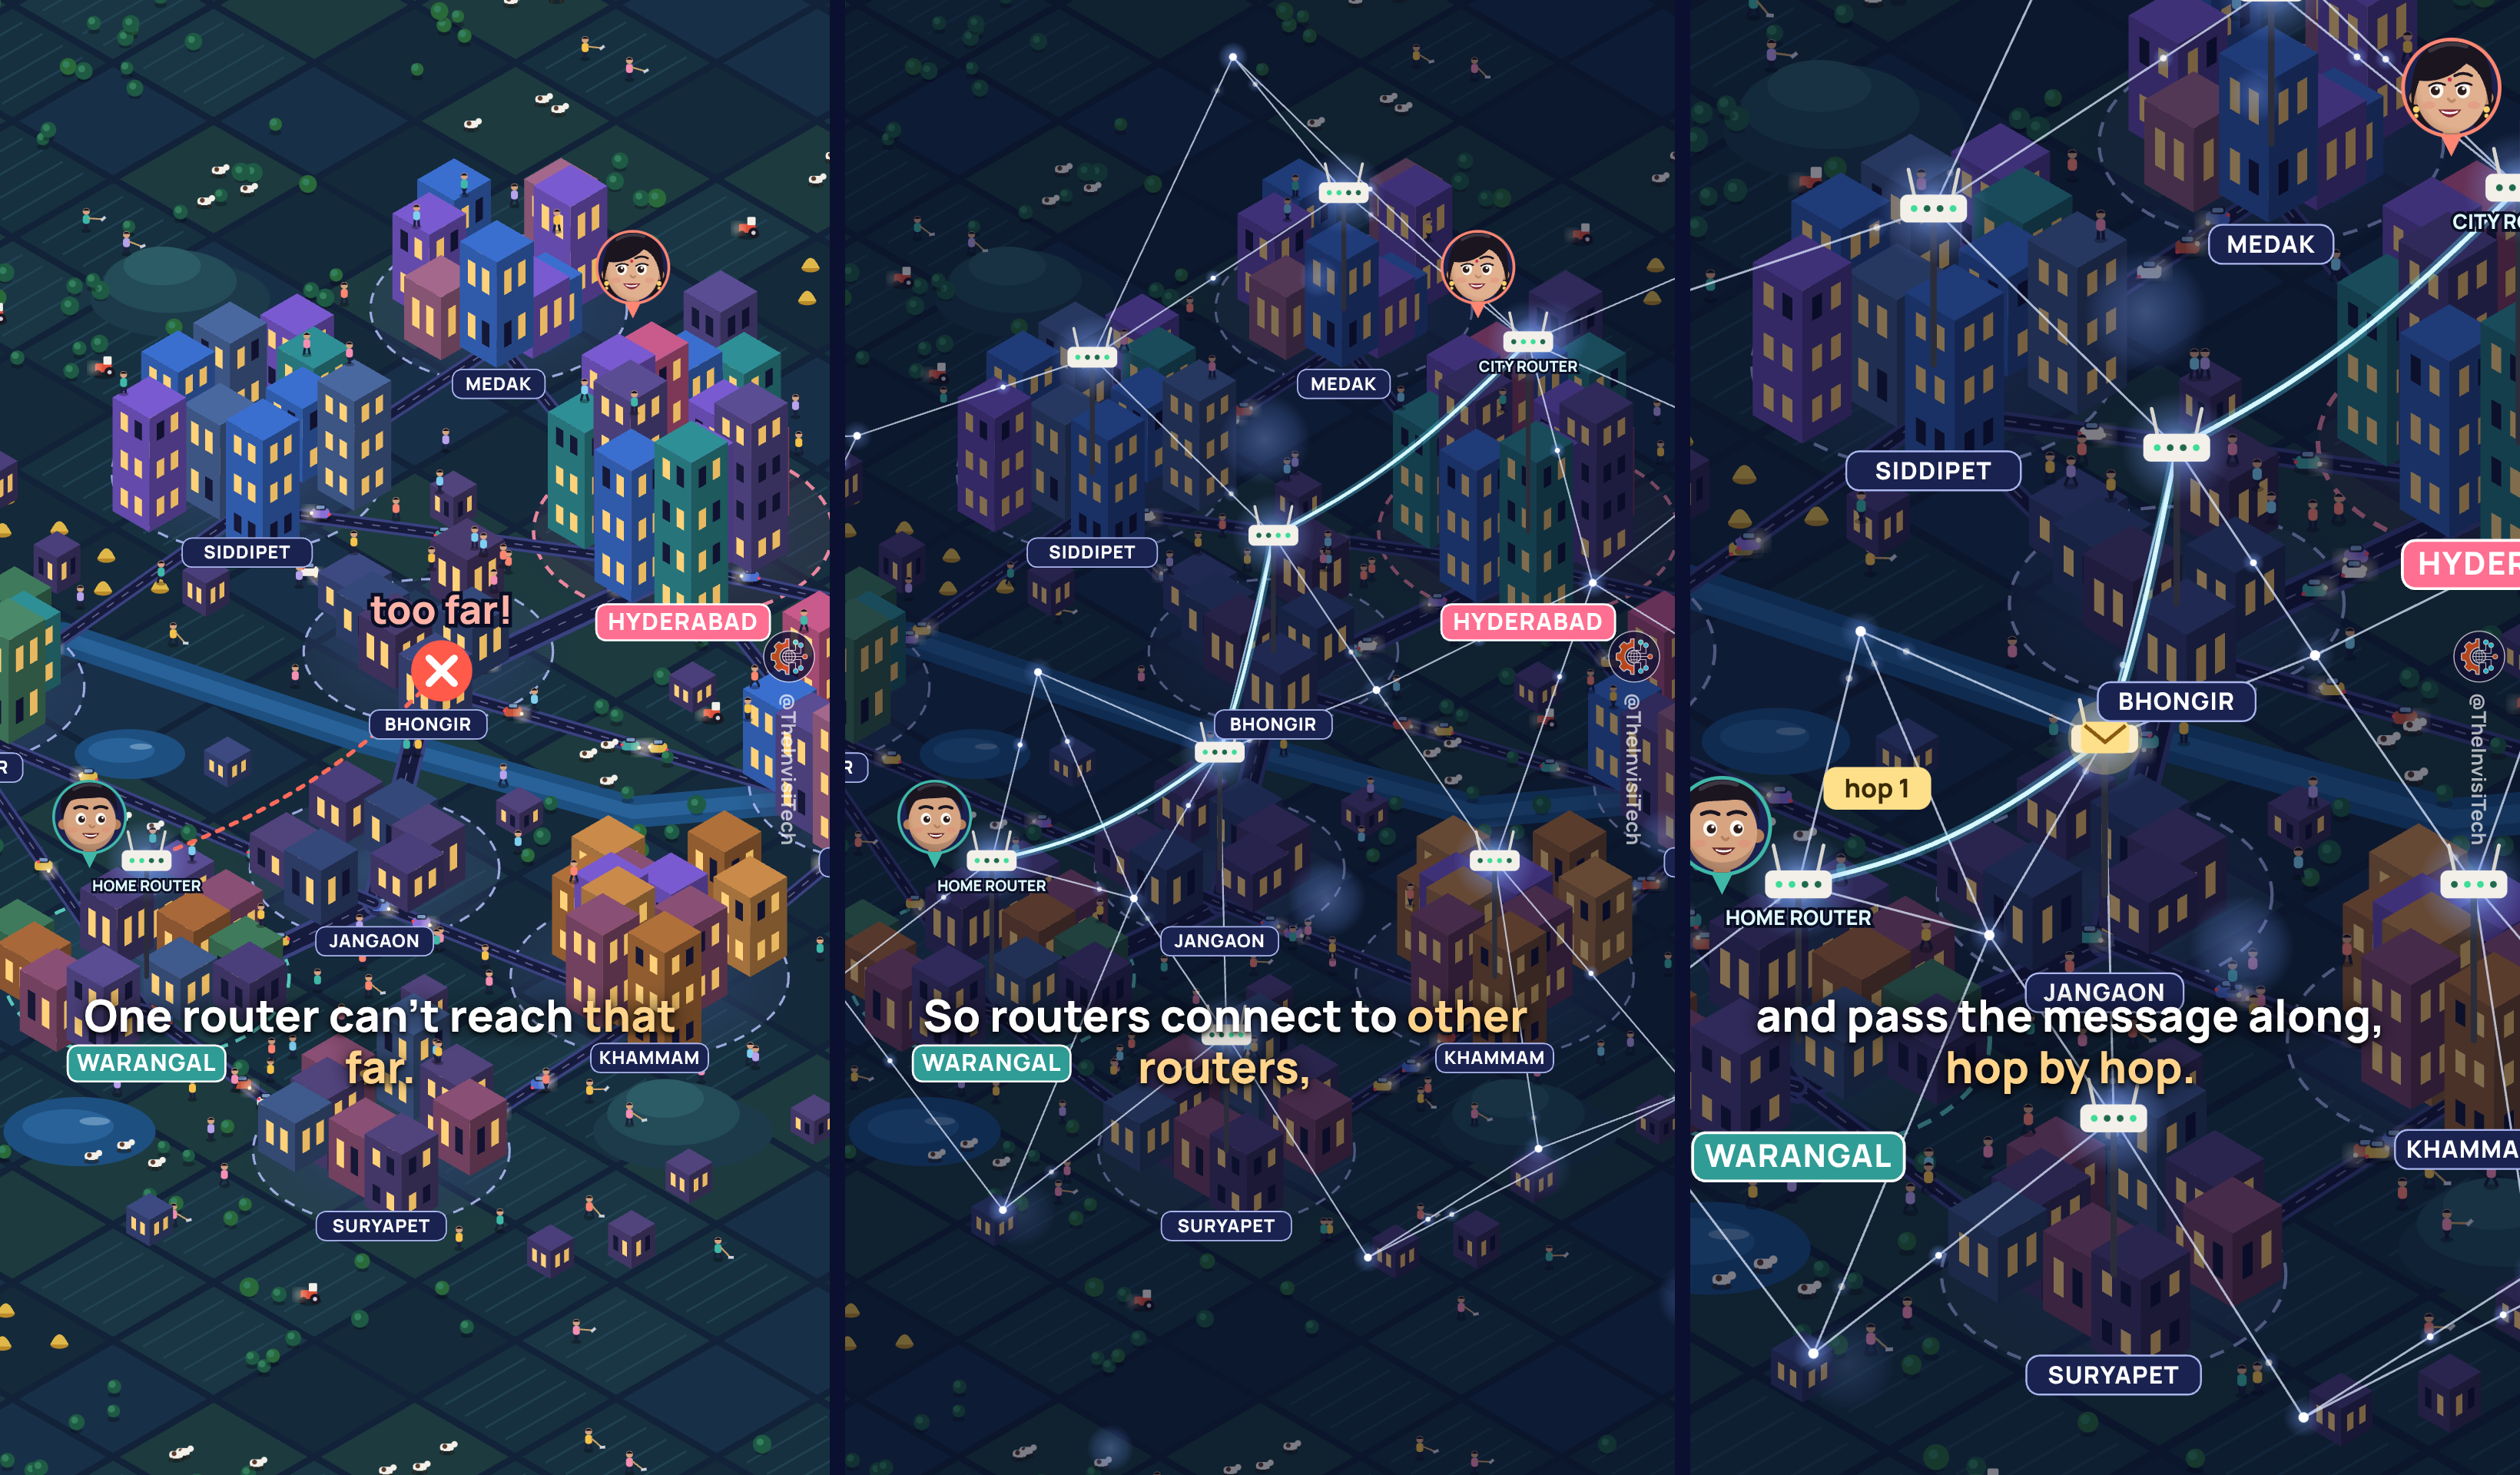 MEDAK
SIDDIPET
too far!
HYDERABAD
BHONGIR
@TheInvisiTech
R
HOME ROUTER
JANGAON
One router can't reach that
far.
WARANGAL
KHAMMAM
SURYAPET
CITY ROUTER
MEDAK
SIDDIPET
HYDERABAD
BHONGIR
@TheInvisiTech
R
HOME ROUTER
JANGAON
So routers connect to other
routers,
WARANGAL
KHAMMAM
SURYAPET
CITY RO
MEDAK
SIDDIPET
HYDER
BHONGIR
@TheInvisiTech
hop 1
HOME ROUTER
JANGAON
and pass the message along,
hop by hop.
WARANGAL
KHAMMA
SURYAPET